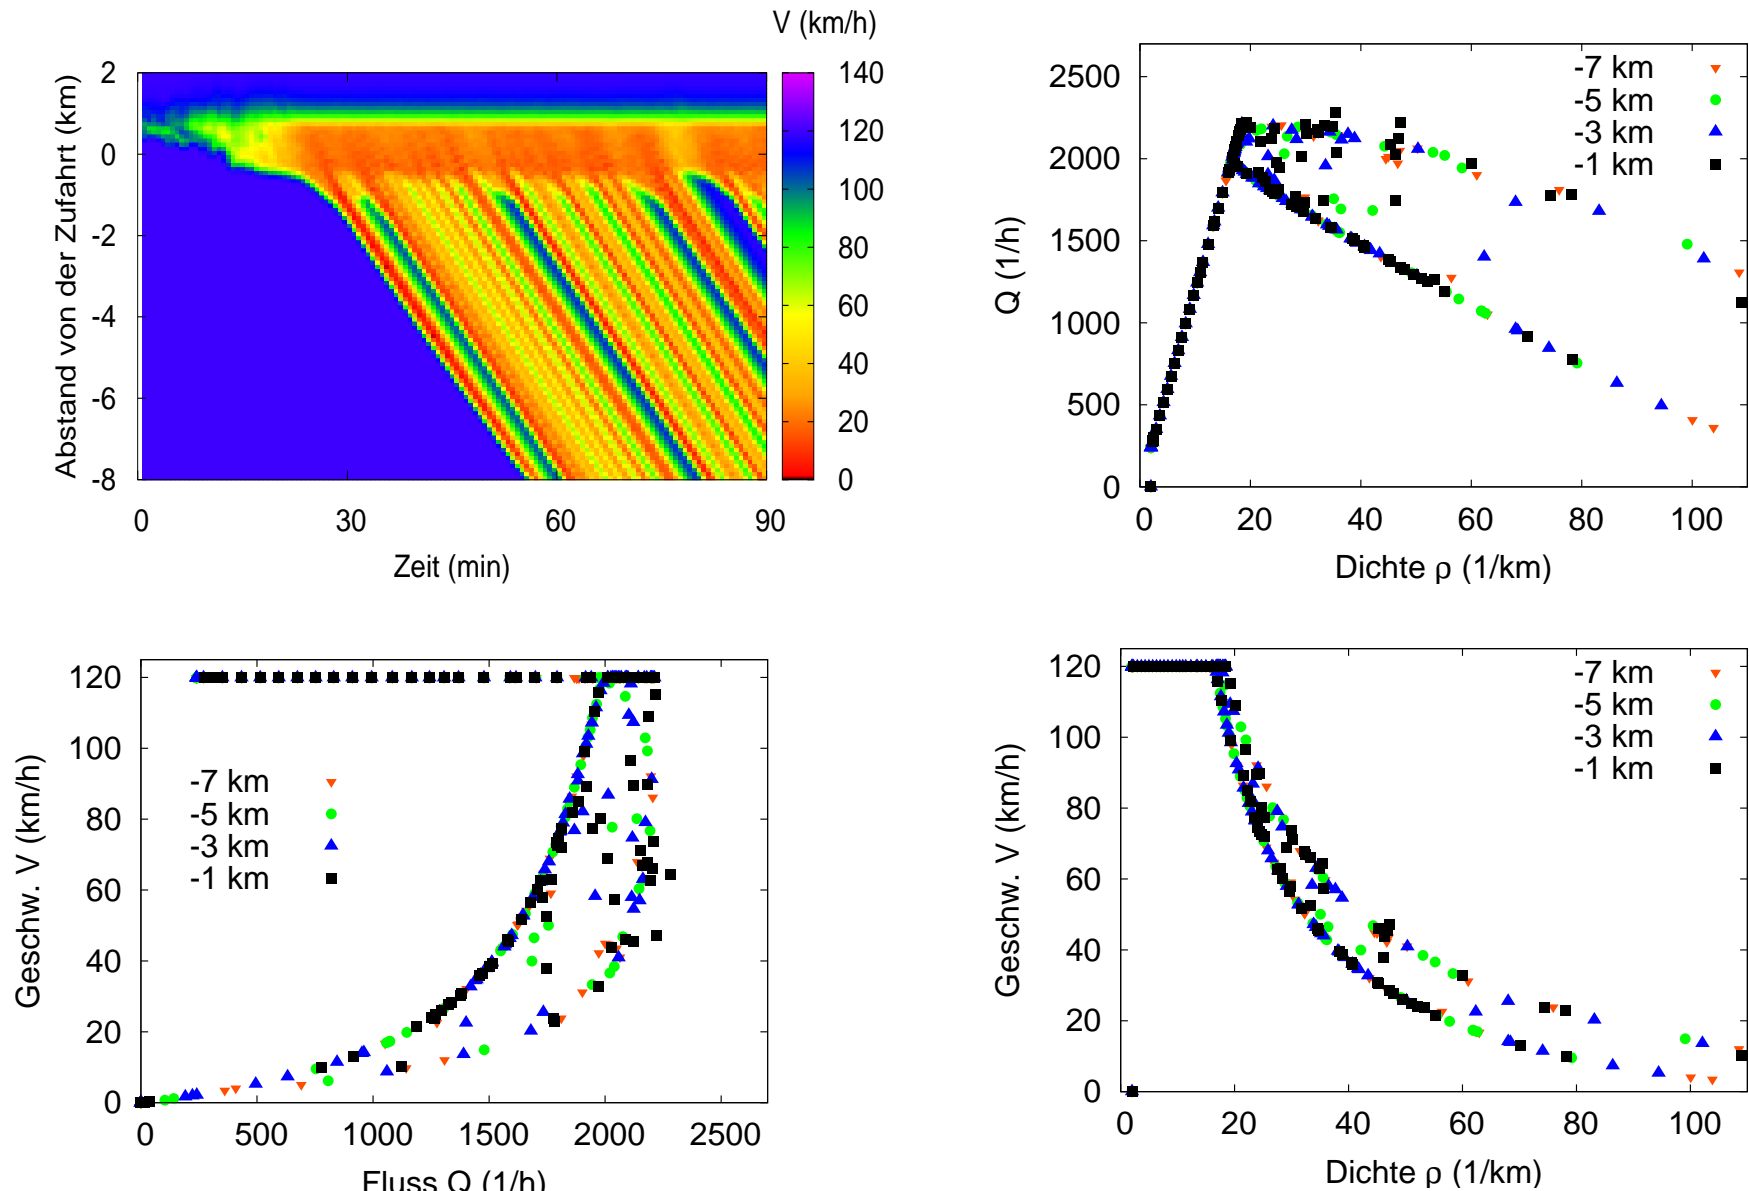 V (km/h)
Abstand von der Zufahrt (km)
2
1
0
-1
-2
-4
-6
-8
0
30
60
90
Zeit (min)
140
120
100
80
60
40
20
0
Q (1/h)
2500
2000
1500
1000
500
0
-7 km
-5 km
-3 km
-1 km
0
20
40
60
80
100
Dichte ρ (1/km)
Geschw. V (km/h)
120
100
80
60
40
20
0
-7 km
-5 km
-3 km
-1 km
0
500
1000
1500
2000
2500
Fluss Q (1/h)
Geschw. V (km/h)
120
100
80
60
40
20
0
-7 km
-5 km
-3 km
-1 km
0
20
40
60
80
100
Dichte ρ (1/km)